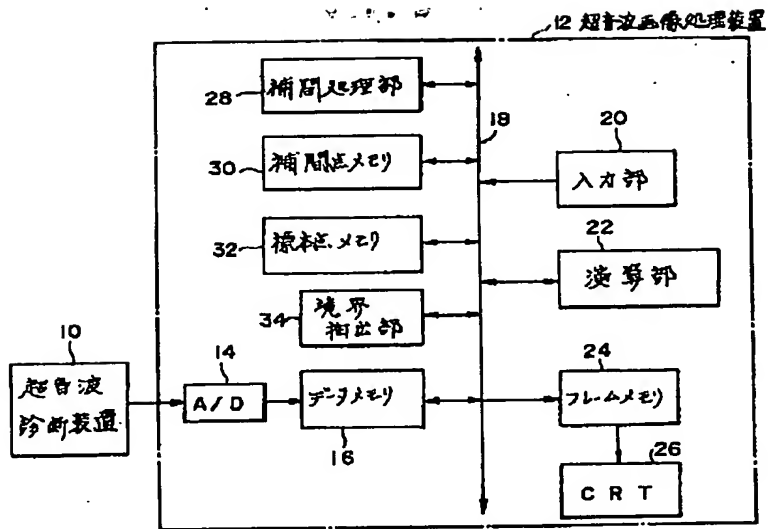 12 超音波画像処理装置
28
補間処理部
18
20
30
補間点メモリ
入力部
32
標本点メモリ
22
演算部
34
境界
抽出部
10
超音波
診断装置
14
A/D
データメモリ
16
24
フレームメモリ
26
CRT